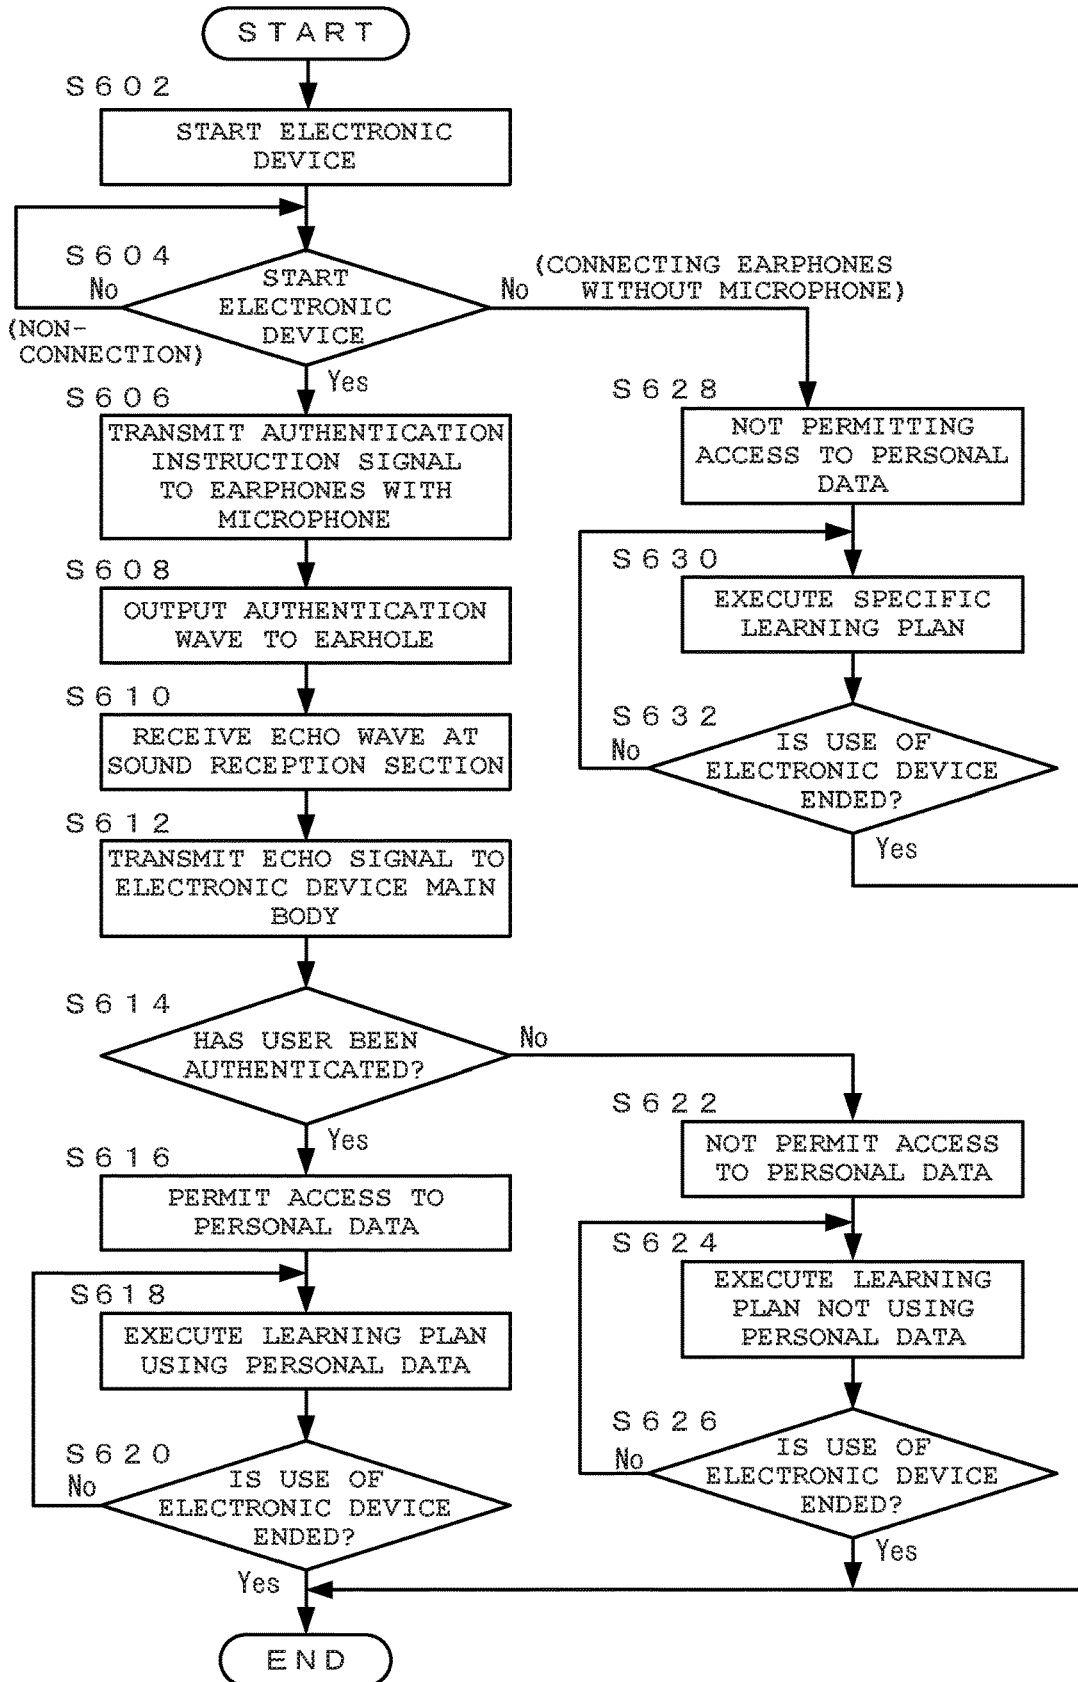 START
S602
START ELECTRONIC
DEVICE
S604
START
ELECTRONIC
DEVICE
No
(NON-
CONNECTION)
No
(CONNECTING EARPHONES
WITHOUT MICROPHONE)
Yes
S606
TRANSMIT AUTHENTICATION
INSTRUCTION SIGNAL
TO EARPHONES WITH
MICROPHONE
S608
OUTPUT AUTHENTICATION
WAVE TO EARHOLE
S610
RECEIVE ECHO WAVE AT
SOUND RECEPTION SECTION
S612
TRANSMIT ECHO SIGNAL TO
ELECTRONIC DEVICE MAIN
BODY
S628
NOT PERMITTING
ACCESS TO PERSONAL
DATA
S630
EXECUTE SPECIFIC
LEARNING PLAN
S632
No
IS USE OF
ELECTRONIC DEVICE
ENDED?
Yes
S614
HAS USER BEEN
AUTHENTICATED?
No
Yes
S616
PERMIT ACCESS TO
PERSONAL DATA
S618
EXECUTE LEARNING PLAN
USING PERSONAL DATA
S620
No
IS USE OF
ELECTRONIC DEVICE
ENDED?
Yes
S622
NOT PERMIT ACCESS
TO PERSONAL DATA
S624
EXECUTE LEARNING
PLAN NOT USING
PERSONAL DATA
S626
No
IS USE OF
ELECTRONIC DEVICE
ENDED?
Yes
END